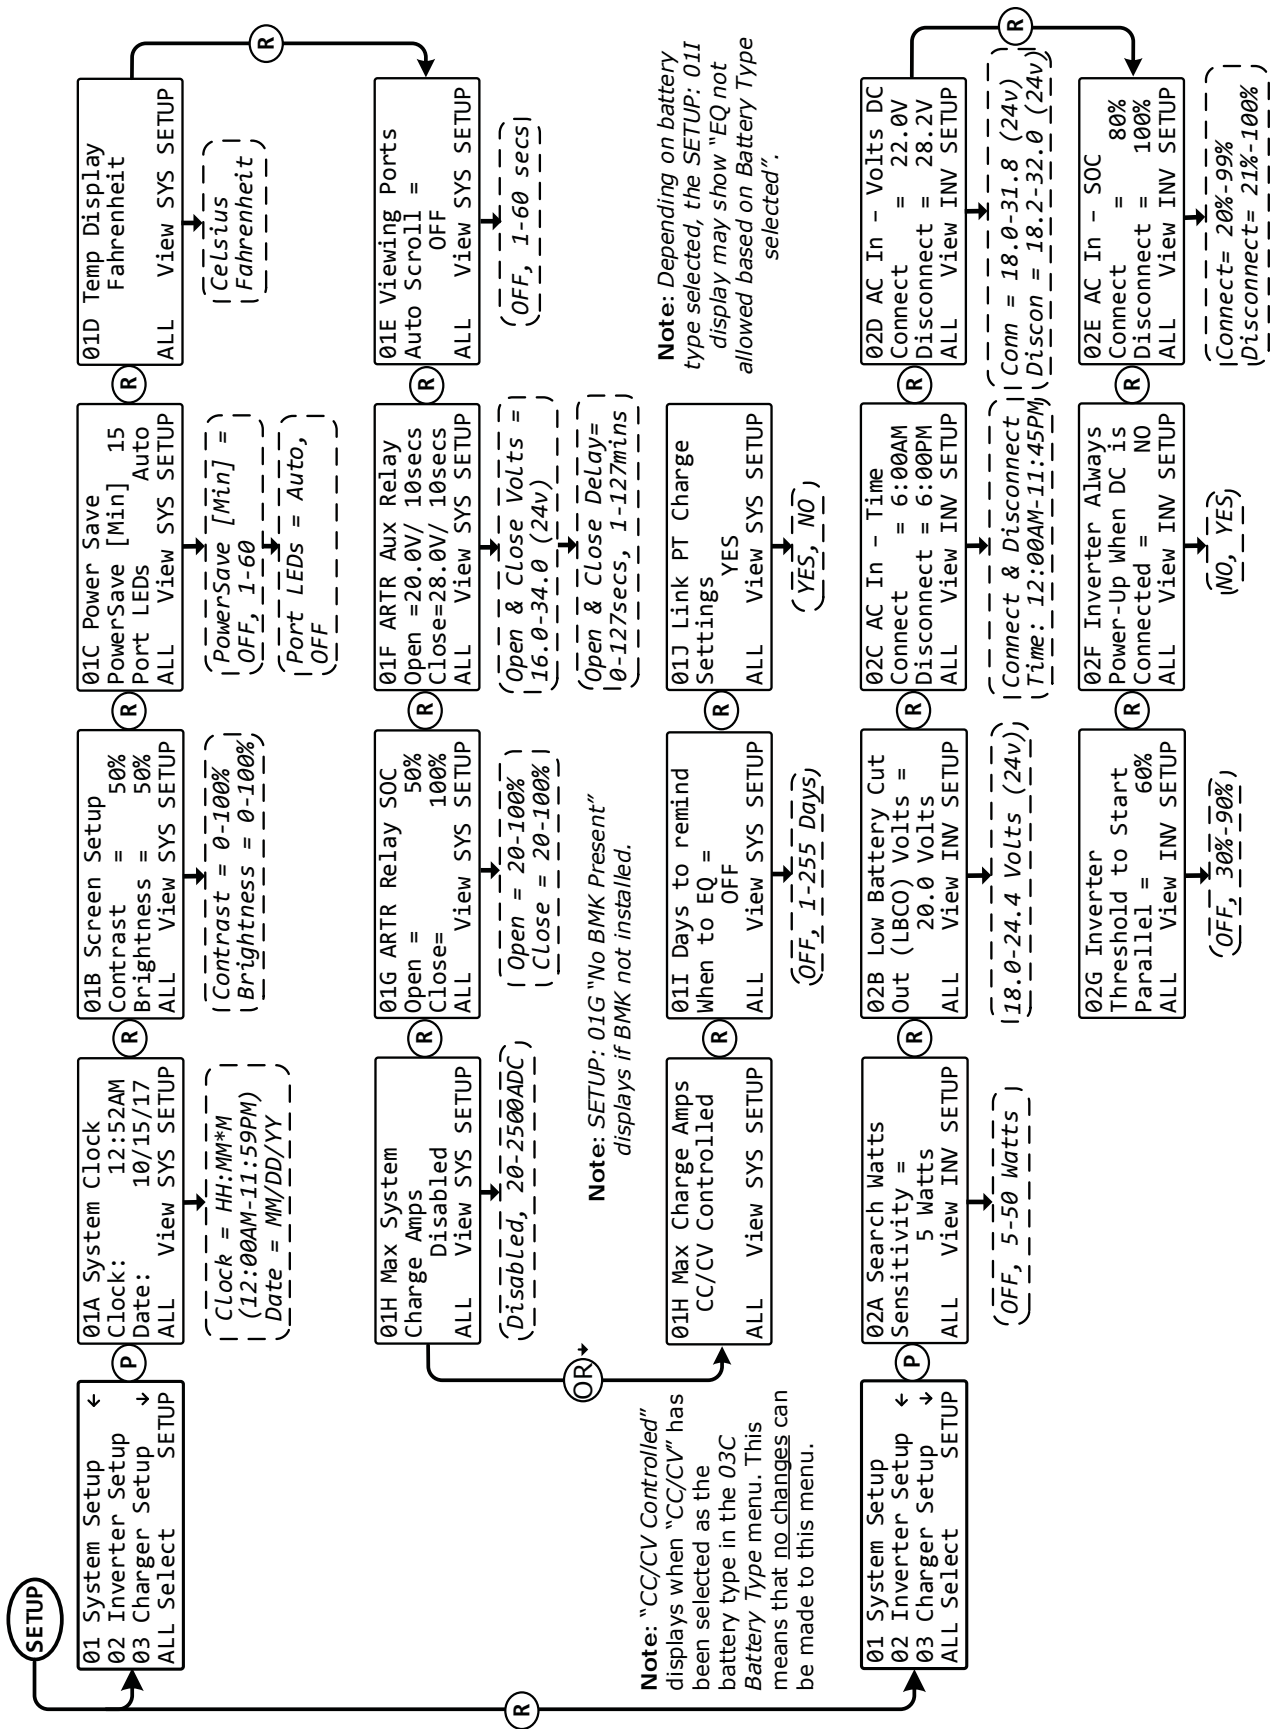 SETUP
01 System Setup
02 Inverter Setup ←
03 Charger Setup ↓
ALL Select SETUP
P
01A System Clock
Clock: 12:52AM
Date: 10/15/17
ALL View SYS SETUP
Clock = HH:MM*M
(12:00AM-11:59PM)
Date = MM/DD/YY
R
01B Screen Setup
Contrast = 50%
Brightness = 50%
ALL View SYS SETUP
Contrast = 0-100%
Brightness = 0-100%
R
01C Power Save
PowerSave [Min] 15
Port LEDs Auto
ALL View SYS SETUP
PowerSave [Min] =
OFF, 1-60
Port LEDs = Auto,
OFF
R
01D Temp Display
Fahrenheit
ALL View SYS SETUP
Celsius
Fahrenheit
R
01E Viewing Ports
Auto Scroll =
OFF
ALL View SYS SETUP
OFF, 1-60 secs
R
01F ARTR Aux Relay
Open =20.0V/ 10secs
Close=28.0V/ 10secs
ALL View SYS SETUP
Open & Close Volts =
16.0-34.0 (24v)
Open & Close Delay=
0-127secs, 1-127mins
R
01G ARTR Relay SOC
Open = 50%
Close= 100%
ALL View SYS SETUP
Open = 20-100%
Close = 20-100%
R
01H Max System
Charge Amps
Disabled
ALL View SYS SETUP
Disabled, 20-2500ADC
Note: SETUP: 01G “No BMK Present”
displays if BMK not installed.
OR
01H Max Charge Amps
CC/CV Controlled
ALL View SYS SETUP
Note: “CC/CV Controlled”
displays when “CC/CV” has
been selected as the
battery type in the 03C
Battery Type menu. This
means that no changes can
be made to this menu.
R
01I Days to remind
When to EQ =
OFF
ALL View SYS SETUP
OFF, 1-255 Days
R
01J Link PT Charge
Settings
YES
ALL View SYS SETUP
YES, NO
Note: Depending on battery
type selected, the SETUP: 01I
display may show “EQ not
allowed based on Battery Type
selected”.
R
01 System Setup
02 Inverter Setup ←
03 Charger Setup ↓
ALL Select SETUP
P
02A Search Watts
Sensitivity =
5 Watts
ALL View INV SETUP
OFF, 5-50 Watts
R
02B Low Battery Cut
Out (LBCO) Volts =
20.0 Volts
ALL View INV SETUP
18.0-24.4 Volts (24v)
R
02C AC In - Time
Connect = 6:00AM
Disconnect = 6:00PM
ALL View INV SETUP
Connect & Disconnect
Time: 12:00AM-11:45PM
R
02D AC In - Volts DC
Connect = 22.0V
Disconnect = 28.2V
ALL View INV SETUP
Conn = 18.0-31.8 (24v)
Discon = 18.2-32.0 (24v)
R
02E AC In - SOC
Connect = 80%
Disconnect = 100%
ALL View INV SETUP
Connect= 20%-99%
Disconnect= 21%-100%
R
02F Inverter Always
Power-Up When DC is
Connected = NO
ALL View INV SETUP
NO, YES
R
02G Inverter
Threshold to Start
Parallel = 60%
ALL View INV SETUP
OFF, 30%-90%